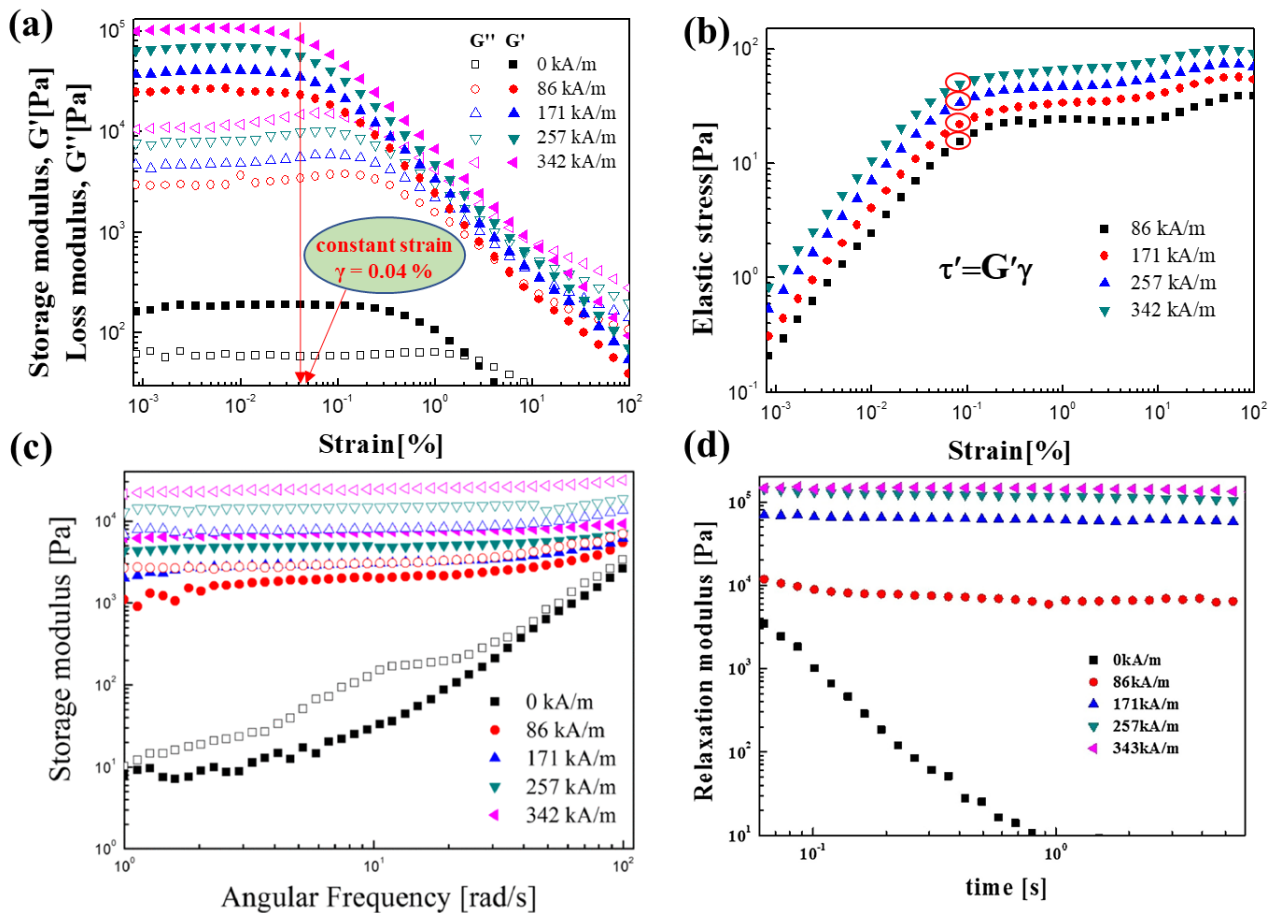 (a)
Storage modulus, G'[Pa]
Loss modulus, G''[Pa]
10^5
10^4
10^3
10^2
G'' G'
0 kA/m
86 kA/m
171 kA/m
257 kA/m
342 kA/m
constant strain
γ = 0.04 %
10^-3 10^-2 10^-1 10^0 10^1 10^2
Strain[%]
(b)
Elastic stress[Pa]
10^2
10^1
10^0
10^-1
86 kA/m
171 kA/m
257 kA/m
342 kA/m
τ'=G'γ
10^-3 10^-2 10^-1 10^0 10^1 10^2
Strain[%]
(c)
Storage modulus [Pa]
10^4
10^3
10^2
10^1
10^0
0 kA/m
86 kA/m
171 kA/m
257 kA/m
342 kA/m
10^0 10^1 10^2
Angular Frequency [rad/s]
(d)
Relaxation modulus [Pa]
10^5
10^4
10^3
10^2
10^1
0kA/m
86kA/m
171kA/m
257kA/m
343kA/m
10^-1 10^0
time [s]